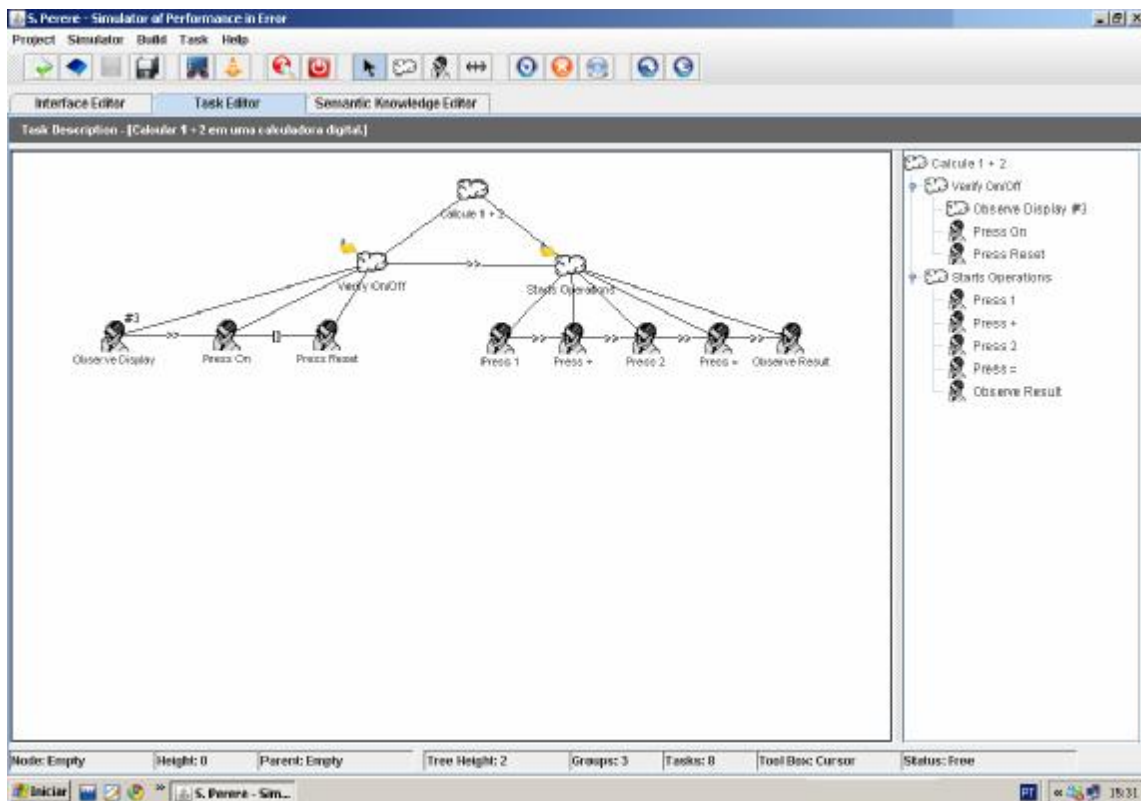 S. Perere - Simulator of Performance in Error
Project Simulator Build Task Help
Interface Editor Task Editor Semantic Knowledge Editor
Task Description - [Calcular 1 + 2 em uma calculadora digital.]
Calcule 1 + 2
Verify On/Off
>>
Starts Operations
#3
>>
[]
>>
>>
>>
>>
Observe Display
Press On
Press Reset
Press 1
Press +
Press 2
Press =
Observe Result
Calcule 1 + 2
Verify On/Off
Observe Display #3
Press On
Press Reset
Starts Operations
Press 1
Press +
Press 2
Press =
Observe Result
Node: Empty Height: 0 Parent: Empty Tree Height: 2 Groups: 3 Tasks: 8 Tool Box: Cursor Status: Free
Iniciar » S. Perere - Sim... PT « 15:31